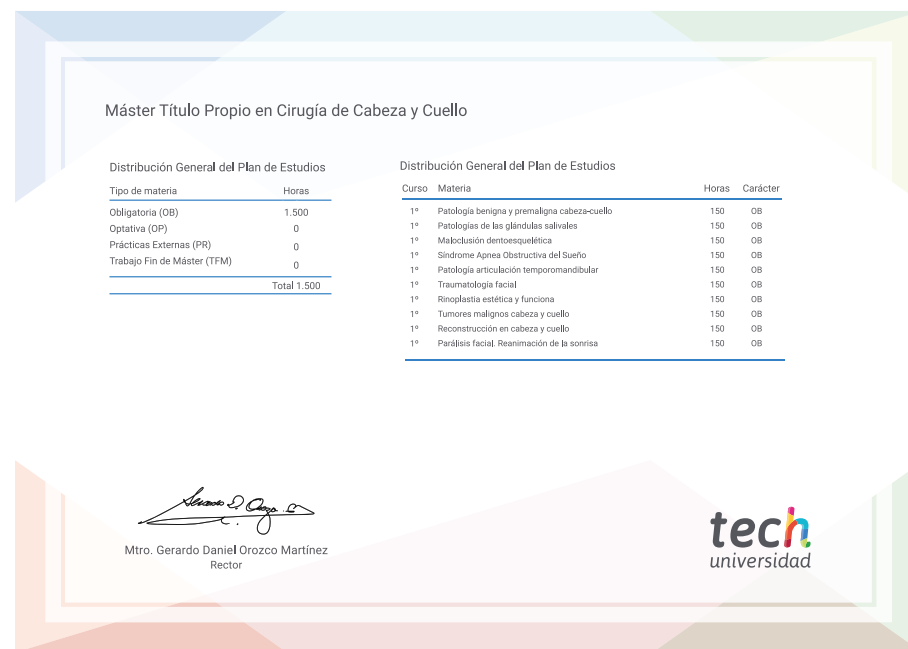 Máster Título Propio en Cirugía de Cabeza y Cuello
Distribución General del Plan de Estudios
Tipo de materia Horas
Obligatoria (OB) 1.500
Optativa (OP) 0
Prácticas Externas (PR) 0
Trabajo Fin de Máster (TFM) 0
Total 1.500
Distribución General del Plan de Estudios
Curso Materia Horas Carácter
1º Patología benigna y premaligna cabeza-cuello 150 OB
1º Patologías de las glándulas salivales 150 OB
1º Maloclusión dentoesquelética 150 OB
1º Síndrome Apnea Obstructiva del Sueño 150 OB
1º Patología articulación temporomandibular 150 OB
1º Traumatología facial 150 OB
1º Rinoplastia estética y funciona 150 OB
1º Tumores malignos cabeza y cuello 150 OB
1º Reconstrucción en cabeza y cuello 150 OB
1º Parálisis facial. Reanimación de la sonrisa 150 OB
Mtro. Gerardo Daniel Orozco Martínez
Rector
tech
universidad